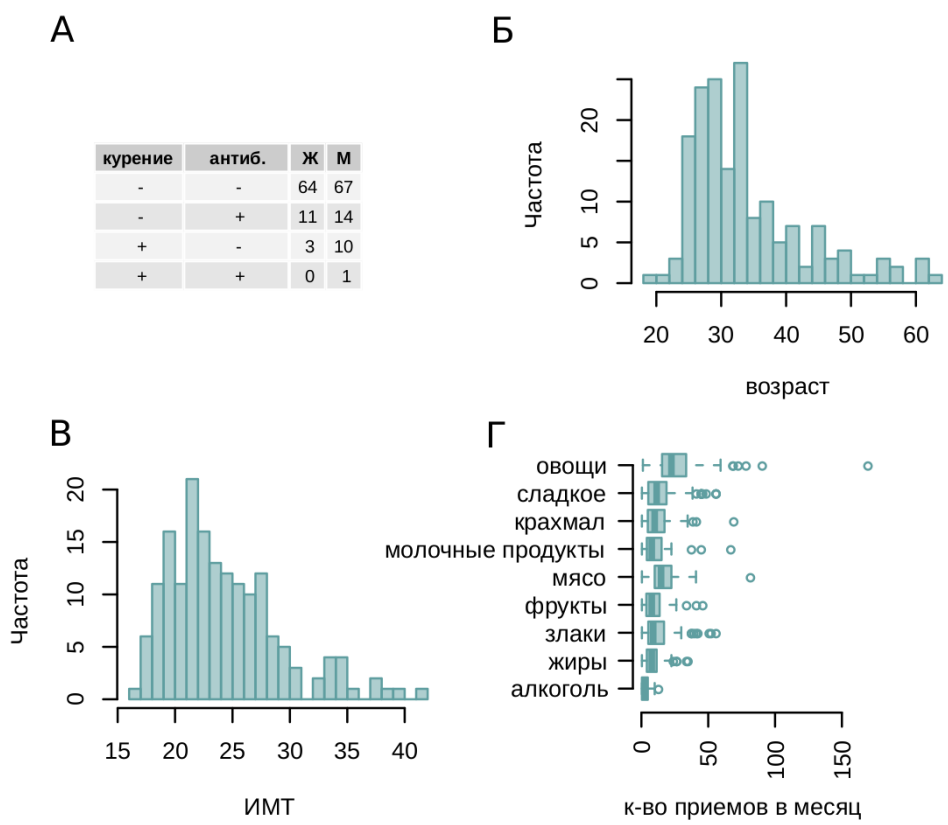 А
курение антиб. Ж М
- - 64 67
- + 11 14
+ - 3 10
+ + 0 1
Б
Частота
20
10
5
0
20 30 40 50 60
возраст
В
Частота
20
15
10
5
0
15 20 25 30 35 40
ИМТ
Г
овощи
сладкое
крахмал
молочные продукты
мясо
фрукты
злаки
жиры
алкоголь
0 50 100 150
к-во приемов в месяц